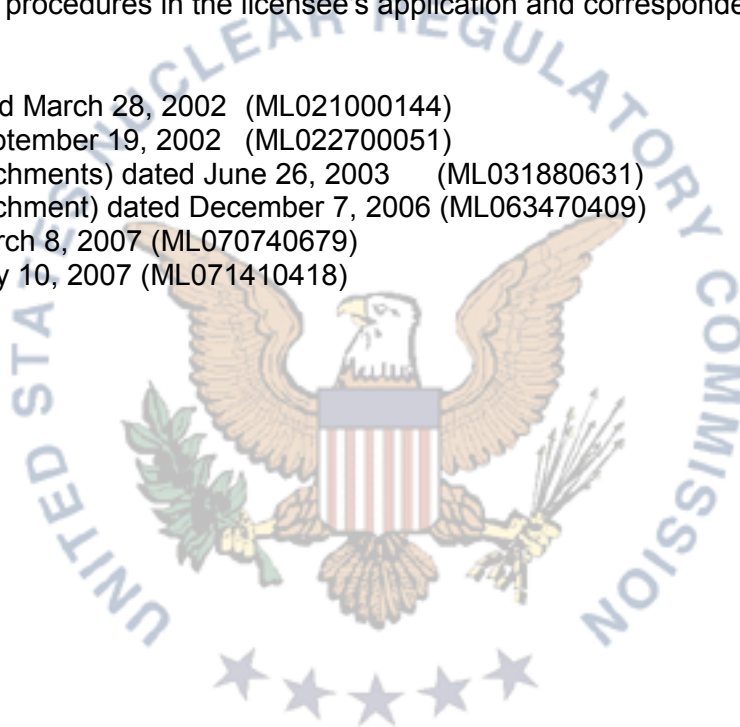 procedures in the licensee's application and corresponde
d March 28, 2002 (ML021000144)
ptember 19, 2002 (ML022700051)
chments) dated June 26, 2003 (ML031880631)
chment) dated December 7, 2006 (ML063470409)
rch 8, 2007 (ML070740679)
y 10, 2007 (ML071410418)
UNITED STATES NUCLEAR REGULATORY COMMISSION